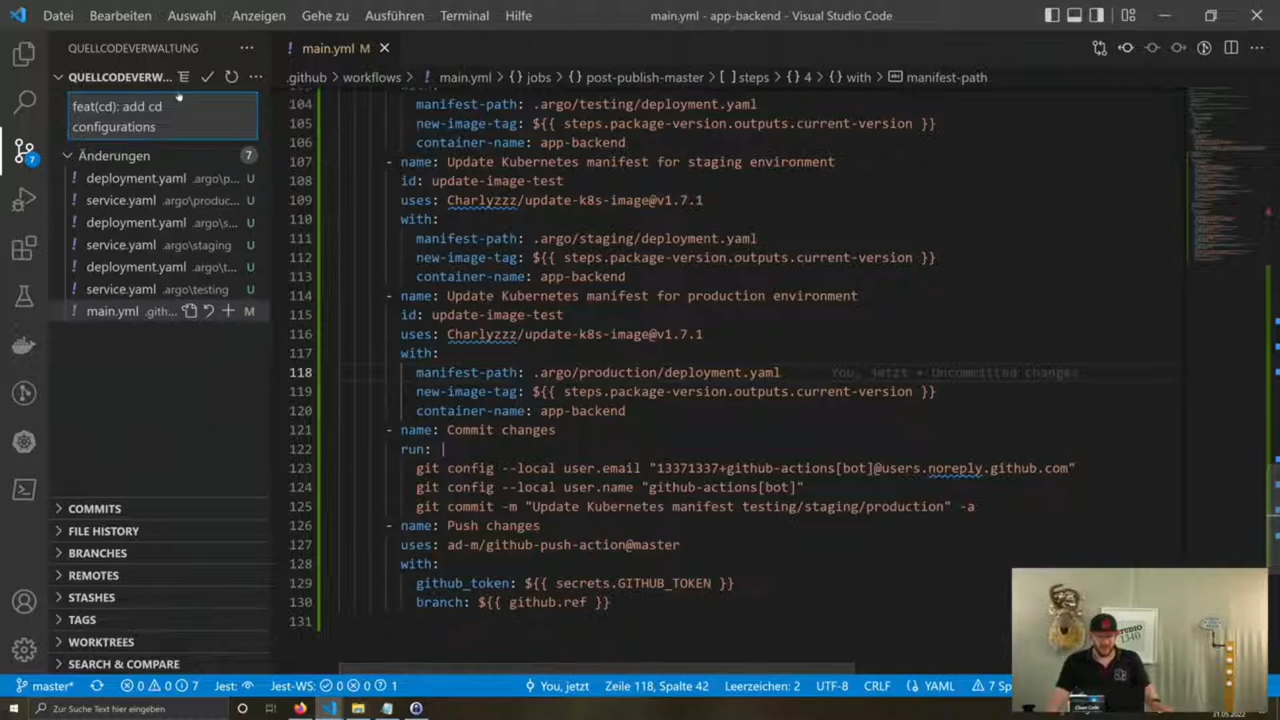 Datei Bearbeiten Auswahl Anzeigen Gehe zu Ausführen Terminal Hilfe
main.yml - app-backend - Visual Studio Code
QUELLCODEVERWALTUNG
main.yml M
QUELLCODEVERW...
.github > workflows > main.yml > {} jobs > {} post-publish-master > [ ] steps > {} 4 > {} with > manifest-path
feat(cd): add cd
configurations
Änderungen 7
deployment.yaml .argo\p... U
service.yaml .argo\produc... U
deployment.yaml .argo\s... U
service.yaml .argo\staging U
deployment.yaml .argo\t... U
service.yaml .argo\testing U
main.yml .gith... M
7
COMMITS
FILE HISTORY
BRANCHES
REMOTES
STASHES
TAGS
WORKTREES
SEARCH & COMPARE
104 manifest-path: .argo/testing/deployment.yaml
105 new-image-tag: ${{ steps.package-version.outputs.current-version }}
106 container-name: app-backend
107 - name: Update Kubernetes manifest for staging environment
108 id: update-image-test
109 uses: Charlyzzz/update-k8s-image@v1.7.1
110 with:
111 manifest-path: .argo/staging/deployment.yaml
112 new-image-tag: ${{ steps.package-version.outputs.current-version }}
113 container-name: app-backend
114 - name: Update Kubernetes manifest for production environment
115 id: update-image-test
116 uses: Charlyzzz/update-k8s-image@v1.7.1
117 with:
118 manifest-path: .argo/production/deployment.yaml You, jetzt • Uncommitted changes
119 new-image-tag: ${{ steps.package-version.outputs.current-version }}
120 container-name: app-backend
121 - name: Commit changes
122 run: |
123 git config --local user.email "13371337+github-actions[bot]@users.noreply.github.com"
124 git config --local user.name "github-actions[bot]"
125 git commit -m "Update Kubernetes manifest testing/staging/production" -a
126 - name: Push changes
127 uses: ad-m/github-push-action@master
128 with:
129 github_token: ${{ secrets.GITHUB_TOKEN }}
130 branch: ${{ github.ref }}
131
STUDIO
1340
Clean Code
master* 0 0 7 Jest: Jest-WS: 0 0 1 You, jetzt Zeile 118, Spalte 42 Leerzeichen: 2 UTF-8 CRLF YAML 7 Sp
Zur Suche Text hier eingeben
31.05.2022